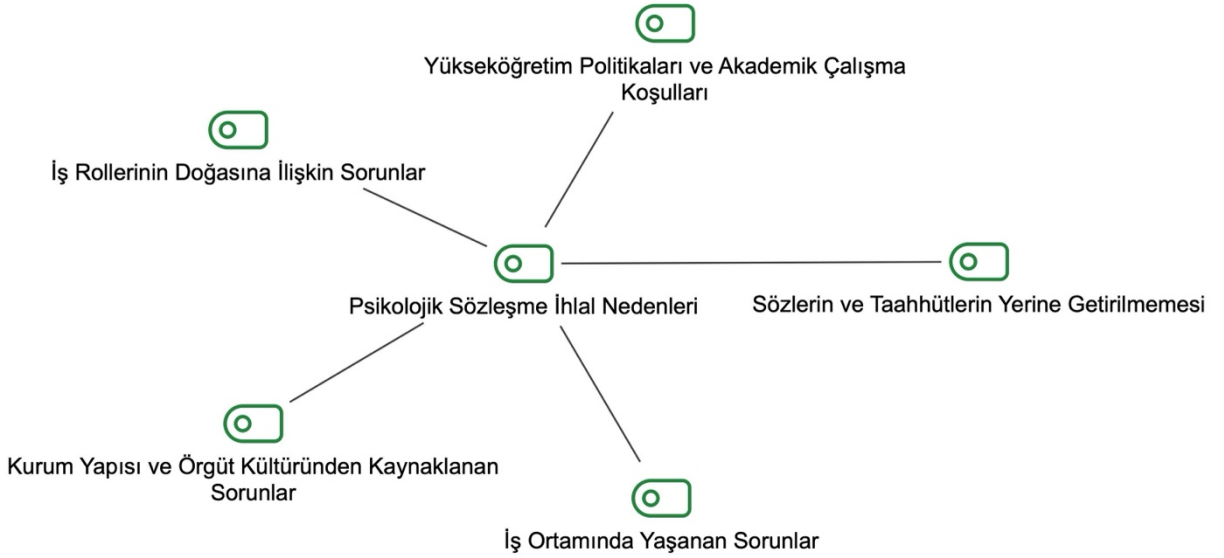 Yükseköğretim Politikaları ve Akademik Çalışma
Koşulları
İş Rollerinin Doğasına İlişkin Sorunlar
Psikolojik Sözleşme İhlal Nedenleri
Sözlerin ve Taahhütlerin Yerine Getirilmemesi
Kurum Yapısı ve Örgüt Kültüründen Kaynaklanan
Sorunlar
İş Ortamında Yaşanan Sorunlar